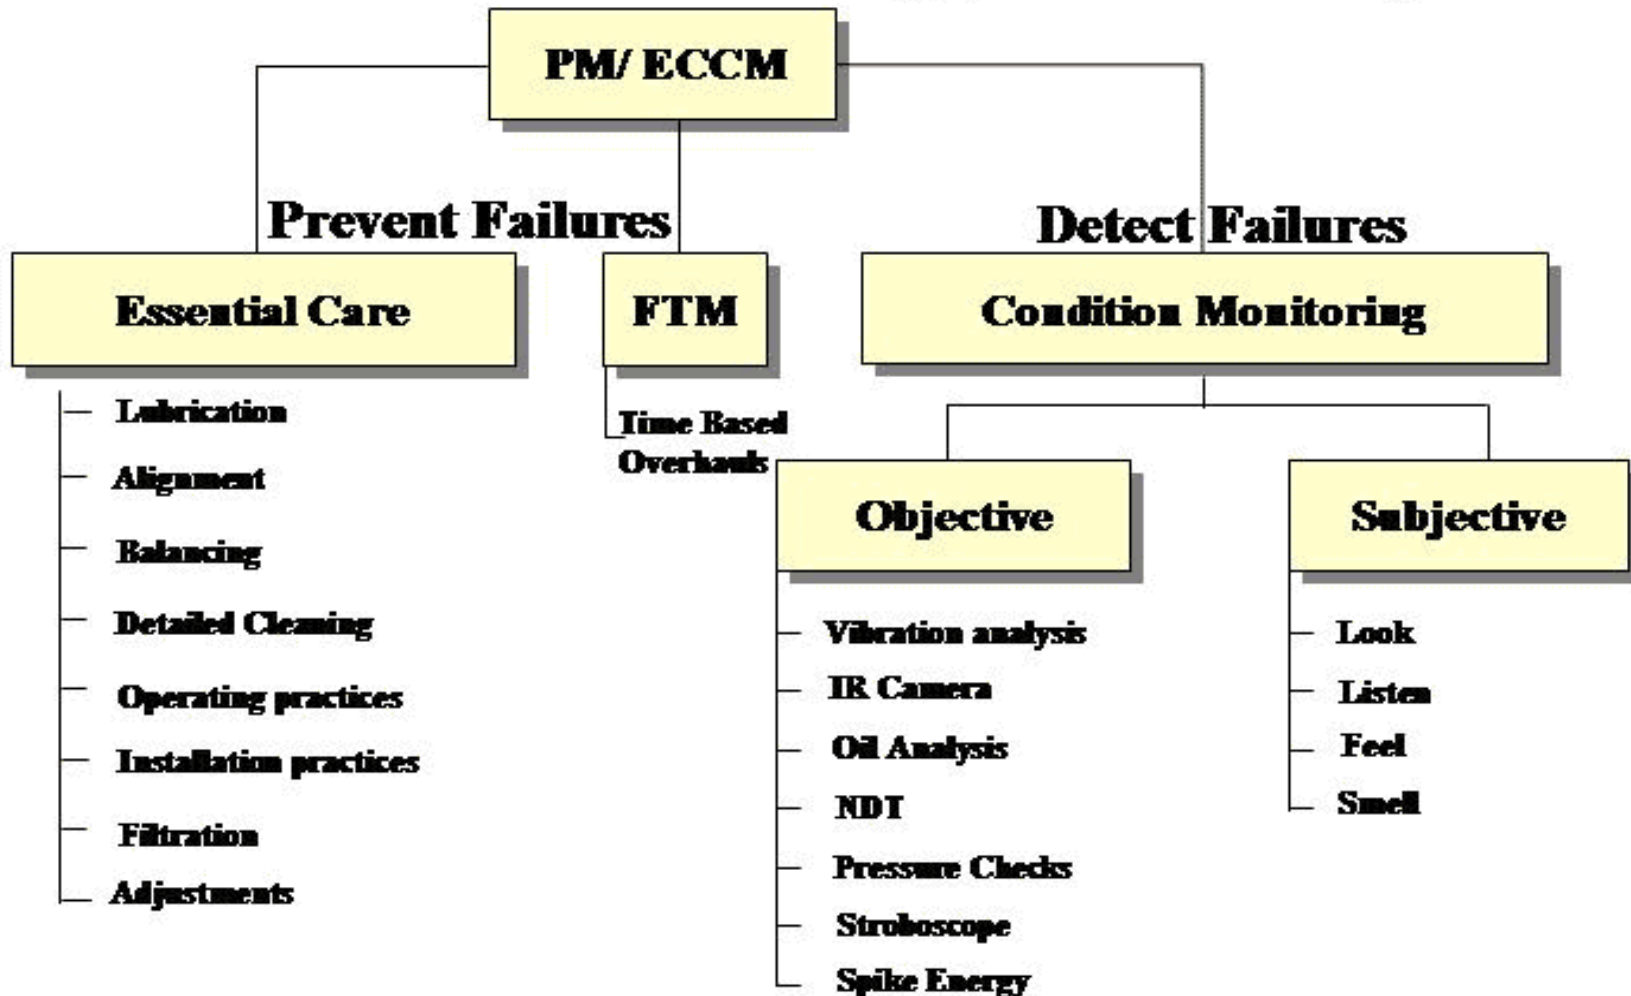 PM/ ECCM
Prevent Failures
Detect Failures
Essential Care
FTM
Condition Monitoring
Lubrication
Alignment
Balancing
Detailed Cleaning
Operating practices
Installation practices
Filtration
Adjustments
Time Based
Overhauls
Objective
Subjective
Vibration analysis
IR Camera
Oil Analysis
NDT
Pressure Checks
Stroboscope
Spike Energy
Look
Listen
Feel
Smell